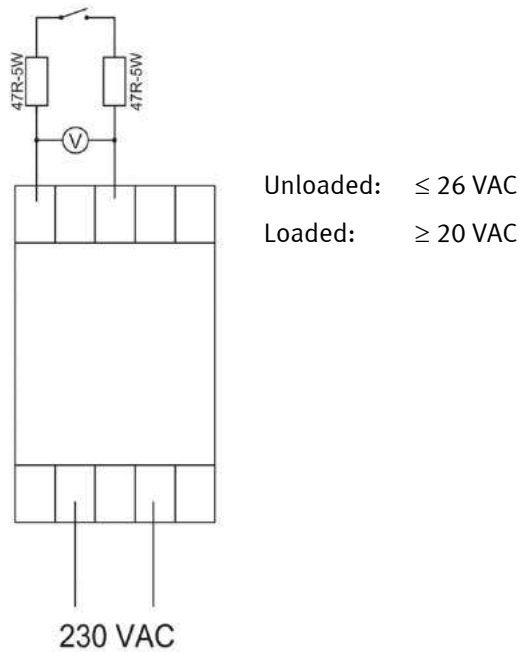 47R-5W
47R-5W
V
Unloaded: ≤ 26 VAC
Loaded: ≥ 20 VAC
230 VAC